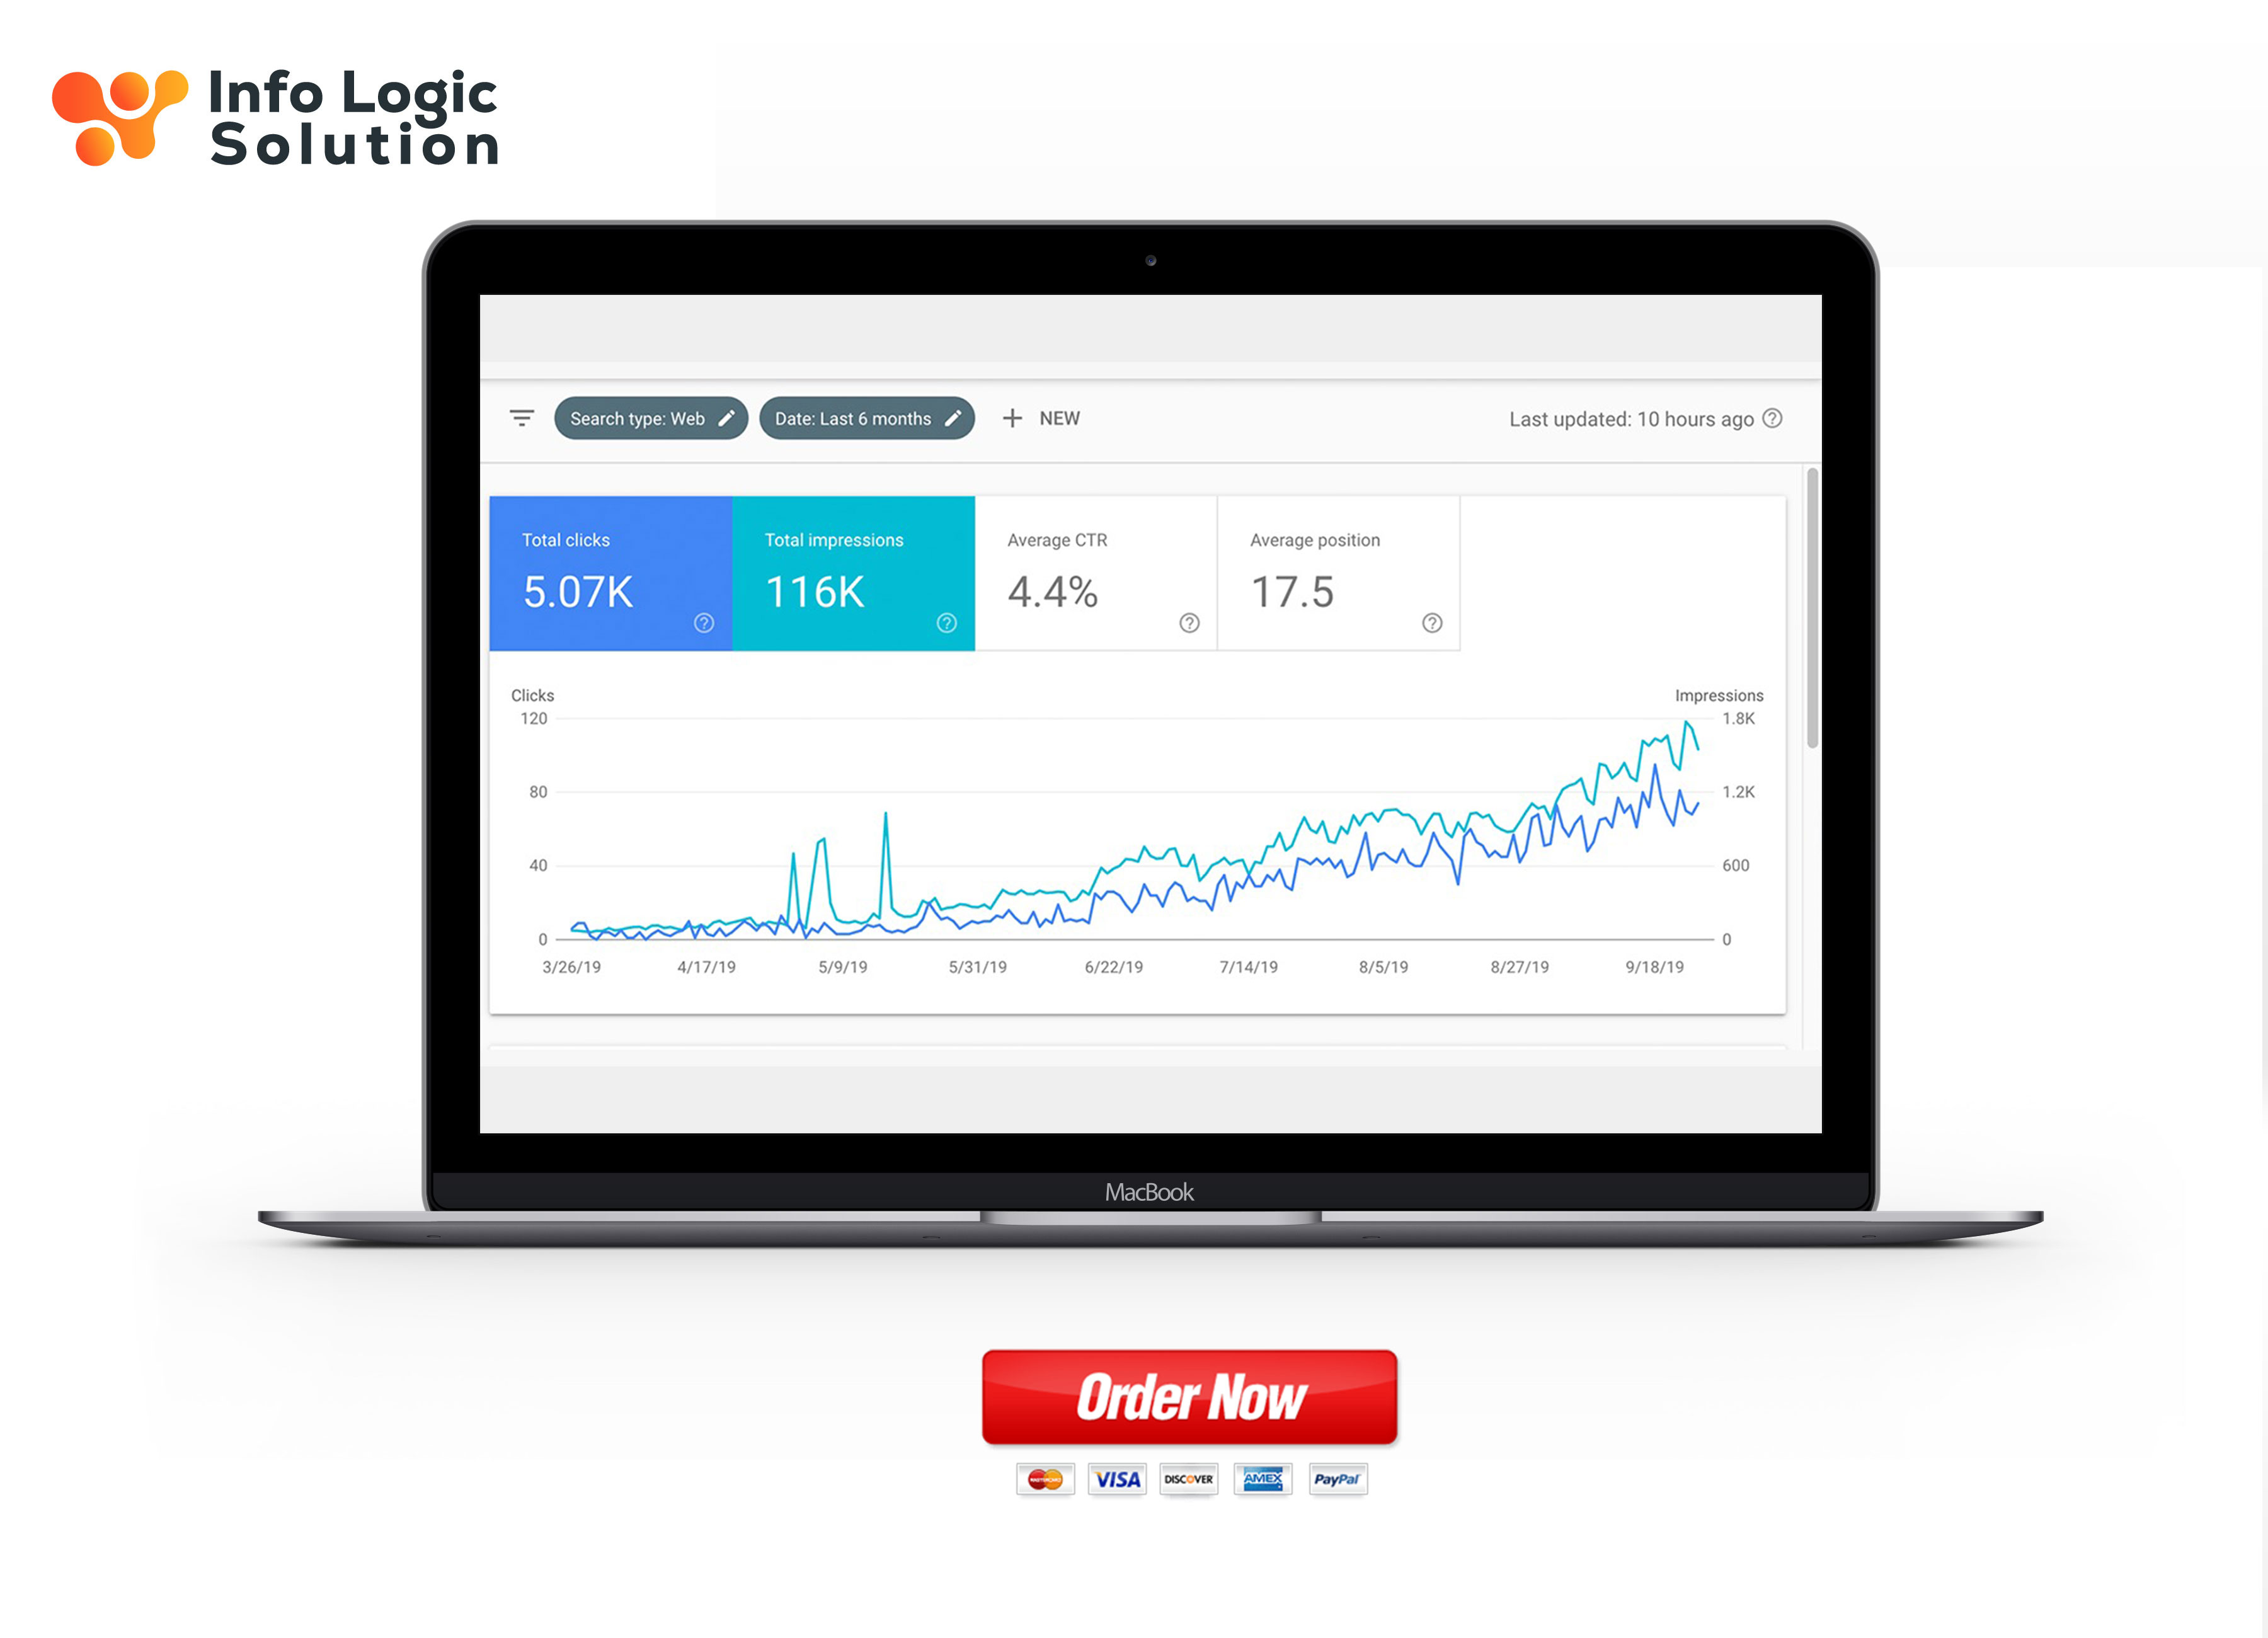 Info Logic
Solution
Search type: Web
Date: Last 6 months
NEW
Last updated: 10 hours ago
Total clicks
5.07K
Total impressions
116K
Average CTR
4.4%
Average position
17.5
Clicks
Impressions
120
1.8K
80
1.2K
40
600
0
0
3/26/19 4/17/19 5/9/19 5/31/19 6/22/19 7/14/19 8/5/19 8/27/19 9/18/19
MacBook
Order Now
MASTERCARD VISA DISCOVER AMEX PayPal